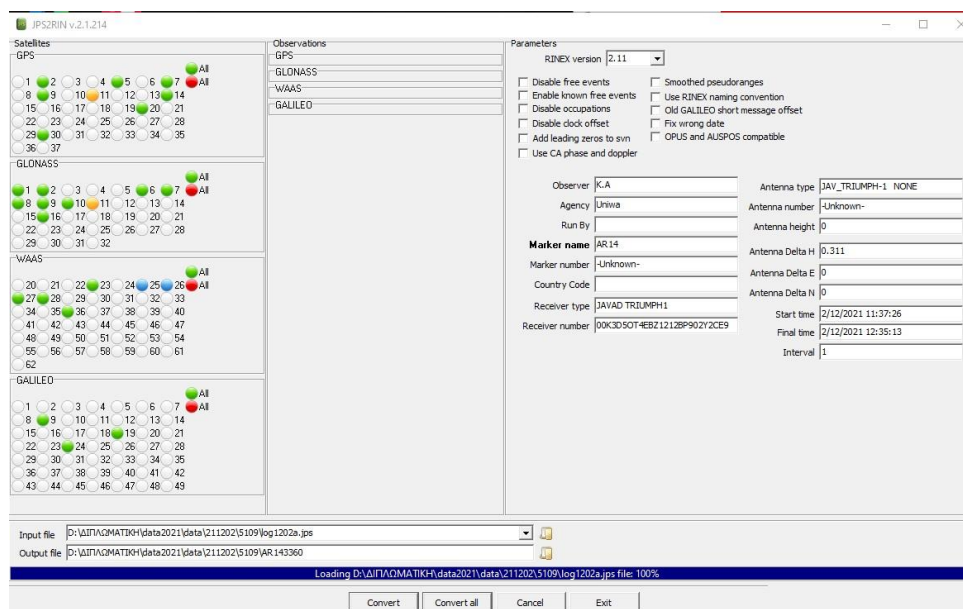 JPS2RIN v.2.1.214
Satellites
GPS
All
1 2 3 4 5 6 7 All
8 9 10 11 12 13 14
15 16 17 18 19 20 21
22 23 24 25 26 27 28
29 30 31 32 33 34 35
36 37
GLONASS
All
1 2 3 4 5 6 7 All
8 9 10 11 12 13 14
15 16 17 18 19 20 21
22 23 24 25 26 27 28
29 30 31 32
WAAS
All
20 21 22 23 24 25 26 All
27 28 29 30 31 32 33
34 35 36 37 38 39 40
41 42 43 44 45 46 47
48 49 50 51 52 53 54
55 56 57 58 59 60 61
62
GALILEO
All
1 2 3 4 5 6 7 All
8 9 10 11 12 13 14
15 16 17 18 19 20 21
22 23 24 25 26 27 28
29 30 31 32 33 34 35
36 37 38 39 40 41 42
43 44 45 46 47 48 49
Observations
GPS
GLONASS
WAAS
GALILEO
Parameters
RINEX version 2.11
Disable free events
Enable known free events
Disable occupations
Disable clock offset
Add leading zeros to svn
Use CA phase and doppler
Smoothed pseudoranges
Use RINEX naming convention
Old GALILEO short message offset
Fix wrong date
OPUS and AUSPOS compatible
Observer K.A
Agency Uniwa
Run By
Marker name AR14
Marker number -Unknown-
Country Code
Receiver type JAVAD TRIUMPH1
Receiver number 00K3D5OT4EBZ1212BP902Y2CE9
Antenna type JAV_TRIUMPH-1 NONE
Antenna number -Unknown-
Antenna height 0
Antenna Delta H 0.311
Antenna Delta E 0
Antenna Delta N 0
Start time 2/12/2021 11:37:26
Final time 2/12/2021 12:35:13
Interval 1
Input file D:\ΔΙΠΛΩΜΑΤΙΚΗ\data2021\data\211202\5109\log1202a.jps
Output file D:\ΔΙΠΛΩΜΑΤΙΚΗ\data2021\data\211202\5109\AR143360
Loading D:\ΔΙΠΛΩΜΑΤΙΚΗ\data2021\data\211202\5109\log1202a.jps file: 100%
Convert Convert all Cancel Exit